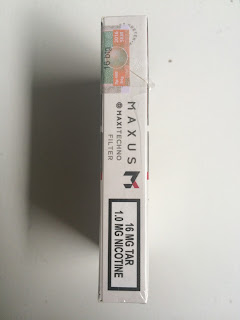 MAXUS
MAXITECHNO
FILTER
16 MG TAR
1.0 MG NICOTINE